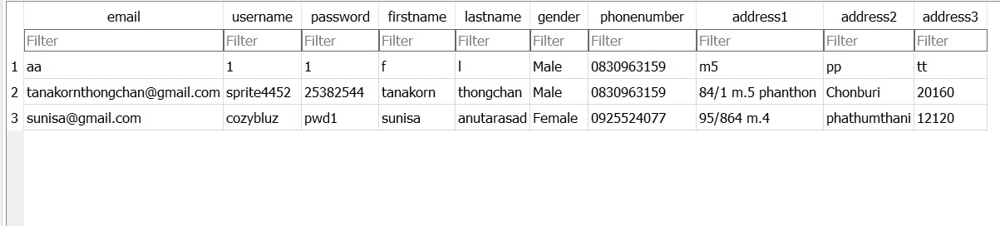 email username password firstname lastname gender phonenumber address1 address2 address3
Filter Filter Filter Filter Filter Filter Filter Filter Filter Filter
1 aa 1 1 f l Male 0830963159 m5 pp tt
2 tanakornthongchan@gmail.com sprite4452 25382544 tanakorn thongchan Male 0830963159 84/1 m.5 phanthon Chonburi 20160
3 sunisa@gmail.com cozybluz pwd1 sunisa anutarasad Female 0925524077 95/864 m.4 phathumthani 12120